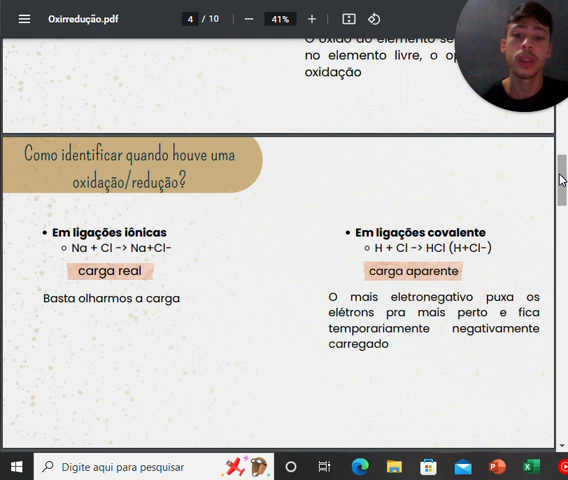 Oxirredução.pdf
4 / 10
41%
O óxido do elemento se
no elemento livre, o
oxidação
Como identificar quando houve uma
oxidação/redução?
Em ligações iônicas
Na + Cl -> Na+Cl-
carga real
Basta olharmos a carga
Em ligações covalente
H + Cl -> HCl (H+Cl-)
carga aparente
O mais eletronegativo puxa os
elétrons pra mais perto e fica
temporariamente negativamente
carregado
Digite aqui para pesquisar